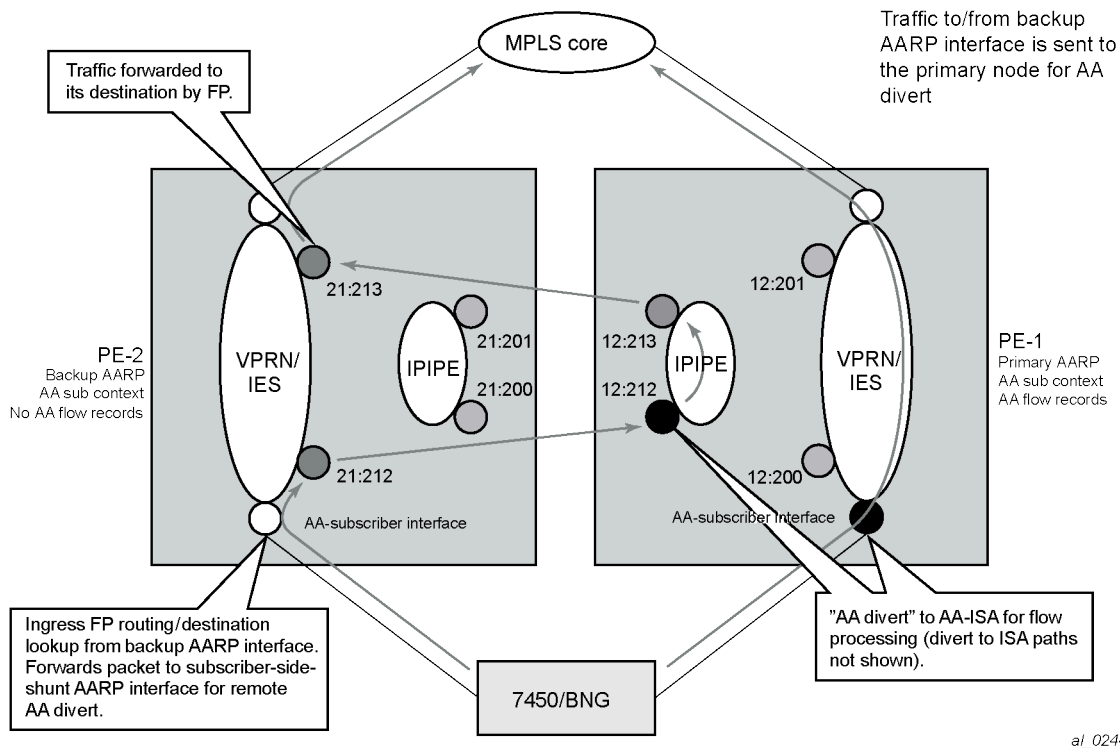 MPLS core
Traffic to/from backup
AARP interface is sent to
the primary node for AA
divert
Traffic forwarded to
its destination by FP.
21:213
12:201
21:201
12:213
PE-2
Backup AARP
AA sub context
No AA flow records
VPRN/
IES
IPIPE
IPIPE
VPRN/
IES
PE-1
Primary AARP
AA sub context
AA flow records
21:200
12:212
21:212
12:200
AA-subscriber interface
AA-subscriber Interface
Ingress FP routing/destination
lookup from backup AARP interface.
Forwards packet to subscriber-side-
shunt AARP interface for remote
AA divert.
"AA divert" to AA-ISA for flow
processing (divert to ISA paths
not shown).
7450/BNG